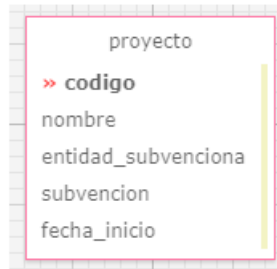 proyecto
» codigo
nombre
entidad_subvenciona
subvencion
fecha_inicio